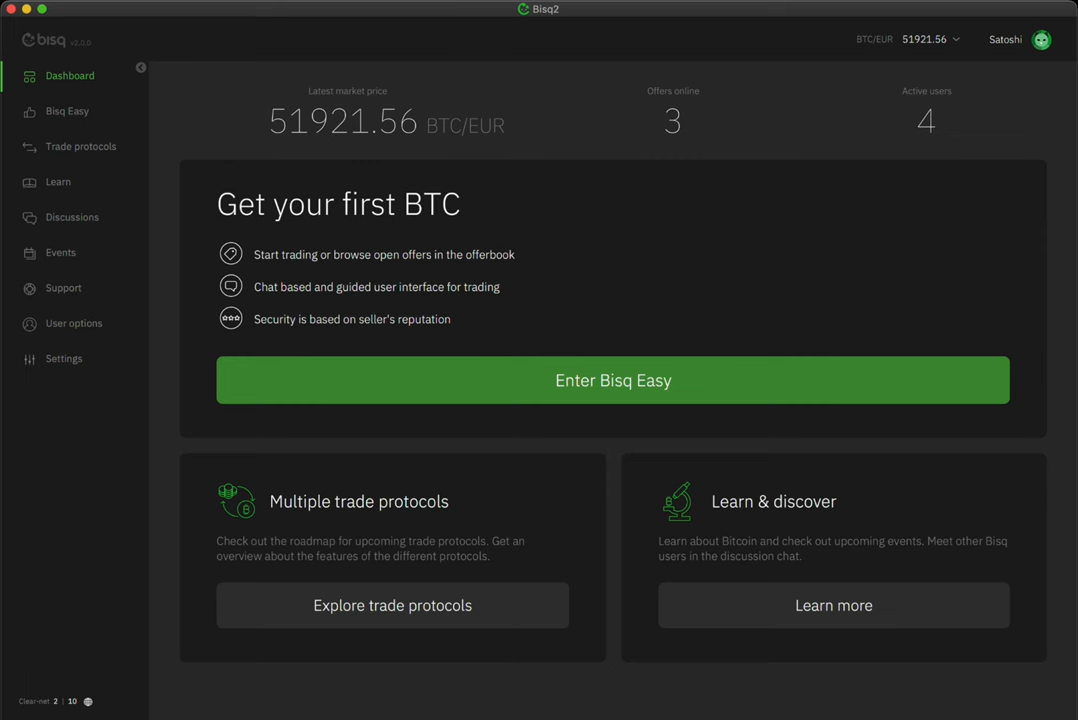 Bisq2
bisq v2.0.0
BTC/EUR 51921.56
Satoshi
Dashboard
Bisq Easy
Trade protocols
Learn
Discussions
Events
Support
User options
Settings
Latest market price
51921.56 BTC/EUR
Offers online
3
Active users
4
Get your first BTC
Start trading or browse open offers in the offerbook
Chat based and guided user interface for trading
Security is based on seller's reputation
Enter Bisq Easy
Multiple trade protocols
Check out the roadmap for upcoming trade protocols. Get an
overview about the features of the different protocols.
Explore trade protocols
Learn & discover
Learn about Bitcoin and check out upcoming events. Meet other Bisq
users in the discussion chat.
Learn more
Clear-net 2 | 10